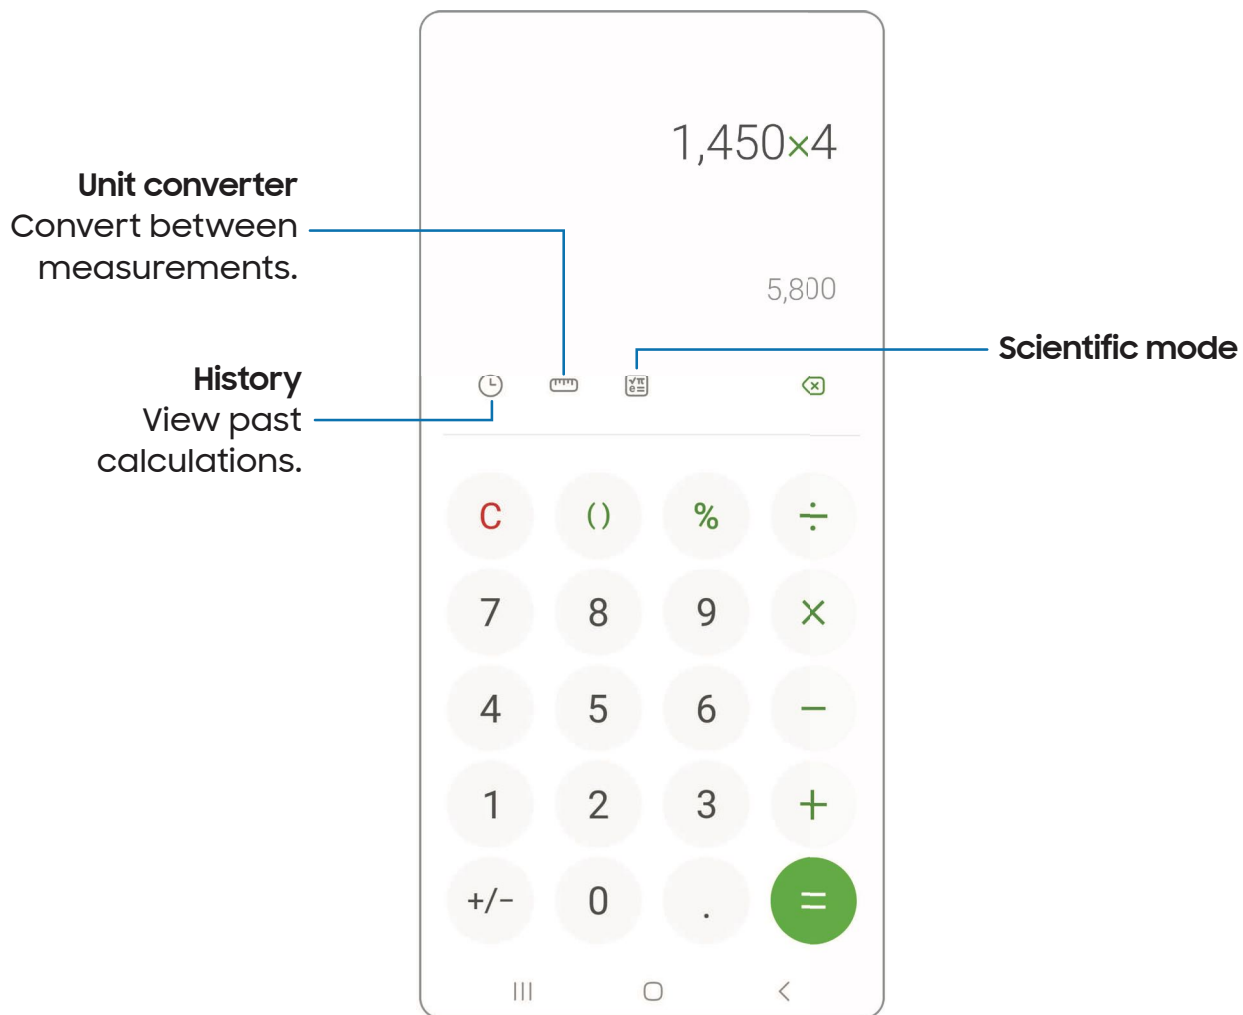 1,450×4
Unit converter
Convert between
measurements.
5,800
Scientific mode
History
View past
calculations.
√π
e=
C
()
%
÷
7
8
9
×
4
5
6
−
1
2
3
+
+/−
0
.
=